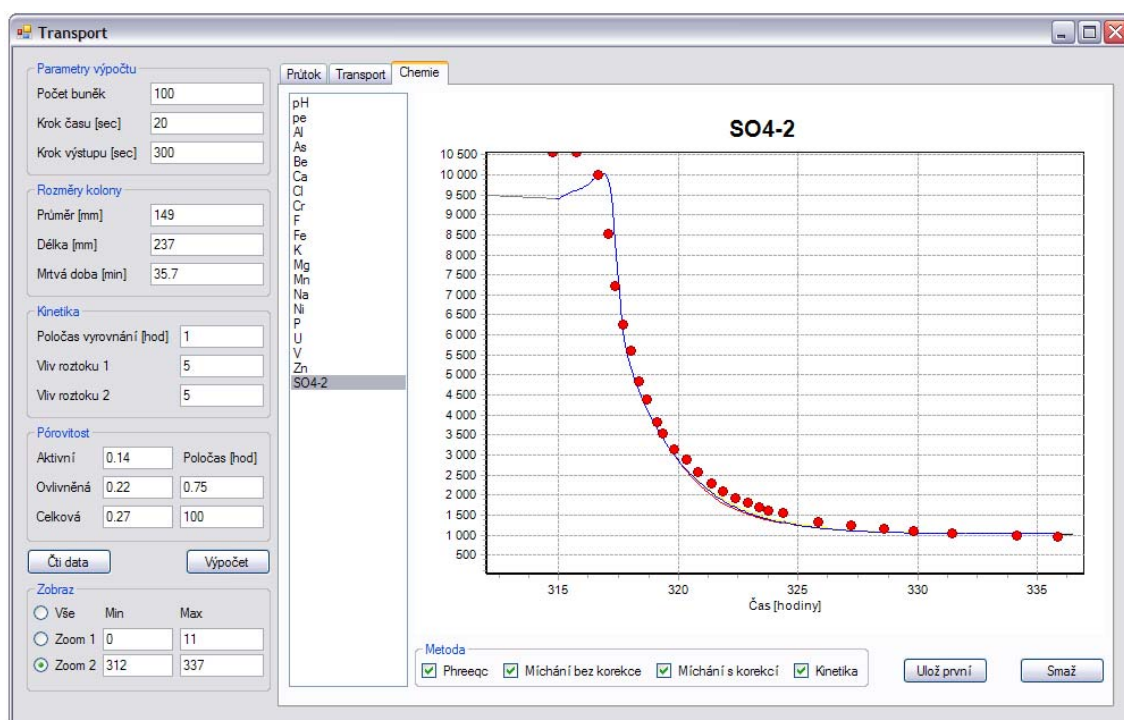 Transport
Parametry výpočtu
Počet buněk 100
Krok času [sec] 20
Krok výstupu [sec] 300
Rozměry kolony
Průměr [mm] 149
Délka [mm] 237
Mrtvá doba [min] 35.7
Kinetika
Poločas vyrovnání [hod] 1
Vliv roztoku 1 5
Vliv roztoku 2 5
Pórovitost
Aktivní 0.14 Poločas [hod]
Ovlivněná 0.22 0.75
Celková 0.27 100
Čti data Výpočet
Zobraz
Vše Min Max
Zoom 1 0 11
Zoom 2 312 337
Průtok Transport Chemie
pH
pe
Al
As
Be
Ca
Cl
Cr
F
Fe
K
Mg
Mn
Na
Ni
P
U
V
Zn
SO4-2
SO4-2
10 500
10 000
9 500
9 000
8 500
8 000
7 500
7 000
6 500
6 000
5 500
5 000
4 500
4 000
3 500
3 000
2 500
2 000
1 500
1 000
500
315 320 325 330 335
Čas [hodiny]
Metoda
Phreeqc Míchání bez korekce Míchání s korekcí Kinetika
Ulož první Smaž